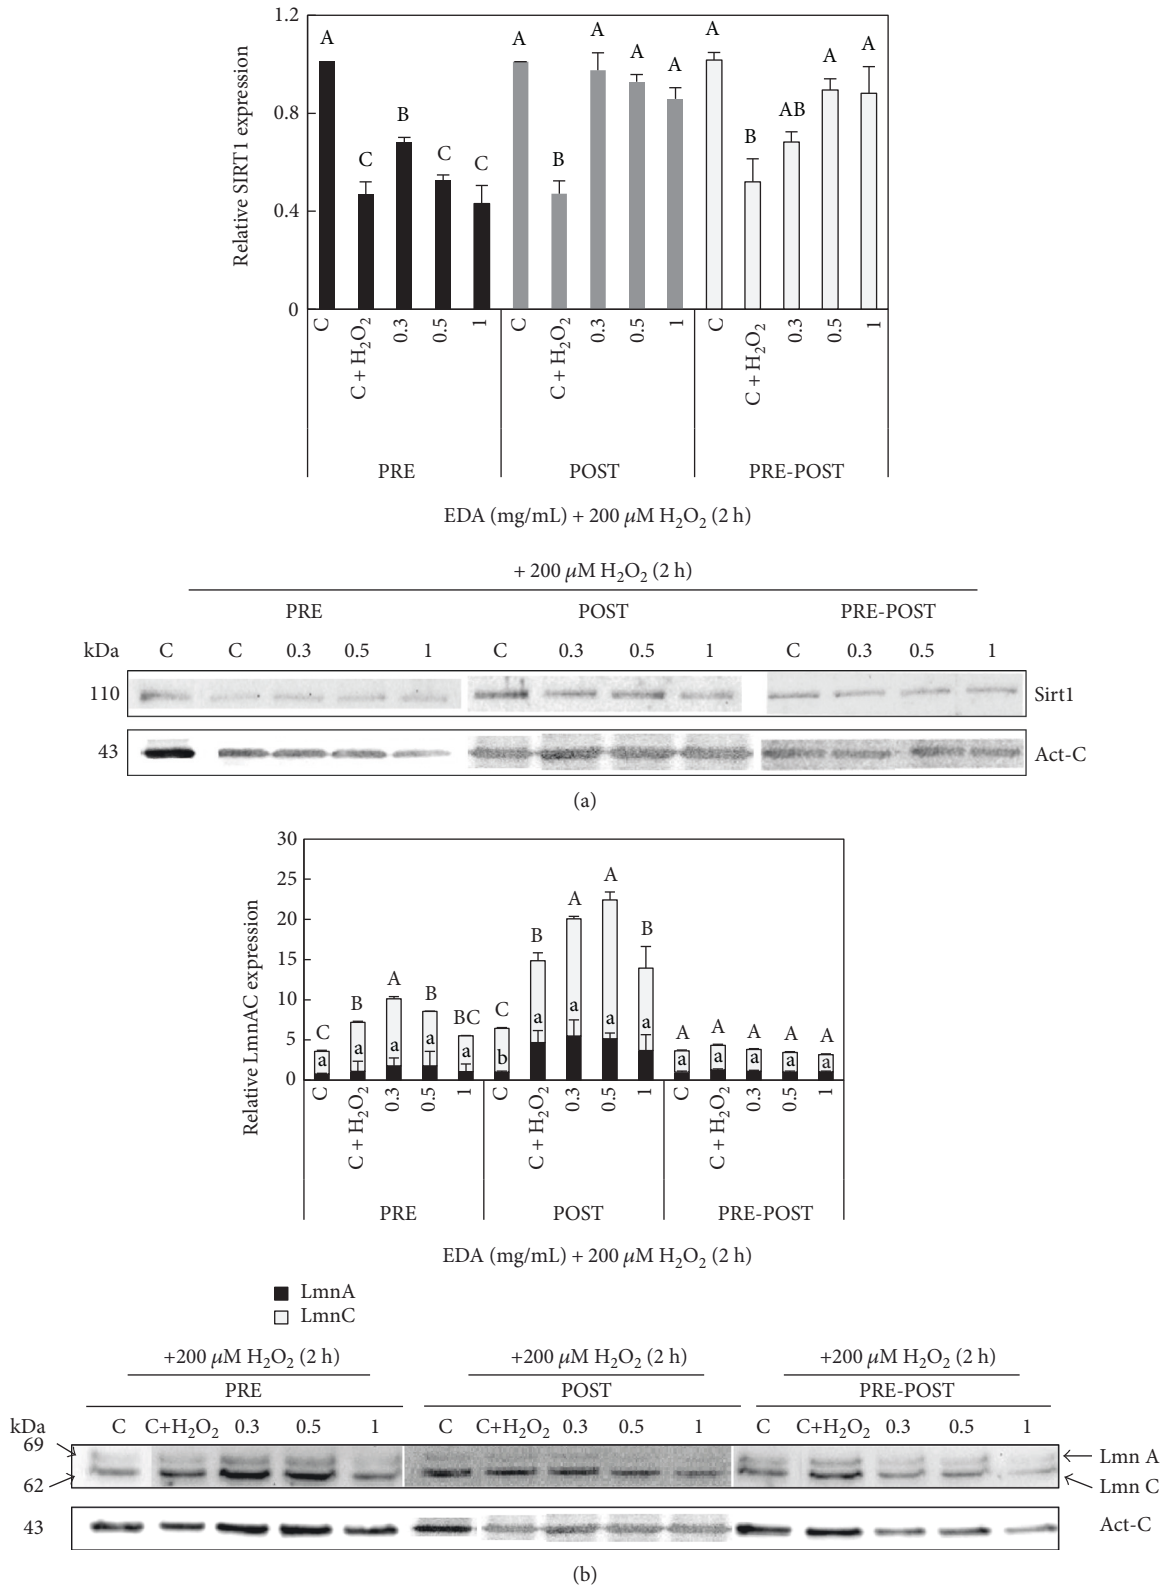 1.2
0.8
0.4
0
Relative SIRT1 expression
A C B C C A B A A A A B AB A A
C C + H₂O₂ 0.3 0.5 1 C C + H₂O₂ 0.3 0.5 1 C C + H₂O₂ 0.3 0.5 1
PRE POST PRE-POST
EDA (mg/mL) + 200 μM H₂O₂ (2 h)
+ 200 μM H₂O₂ (2 h)
PRE POST PRE-POST
kDa C C 0.3 0.5 1 C 0.3 0.5 1 C 0.3 0.5 1
110 Sirt1
43 Act-C
(a)
30
25
20
15
10
5
0
Relative LmnAC expression
C B A B BC C B A A B A A A A A
a a a a a b a a a a a a a a a
C C + H₂O₂ 0.3 0.5 1 C C + H₂O₂ 0.3 0.5 1 C C + H₂O₂ 0.3 0.5 1
PRE POST PRE-POST
EDA (mg/mL) + 200 μM H₂O₂ (2 h)
LmnA
LmnC
+200 μM H₂O₂ (2 h) +200 μM H₂O₂ (2 h) +200 μM H₂O₂ (2 h)
PRE POST PRE-POST
kDa C C+H₂O₂ 0.3 0.5 1 C C+H₂O₂ 0.3 0.5 1 C C+H₂O₂ 0.3 0.5 1
69 Lmn A
62 Lmn C
43 Act-C
(b)